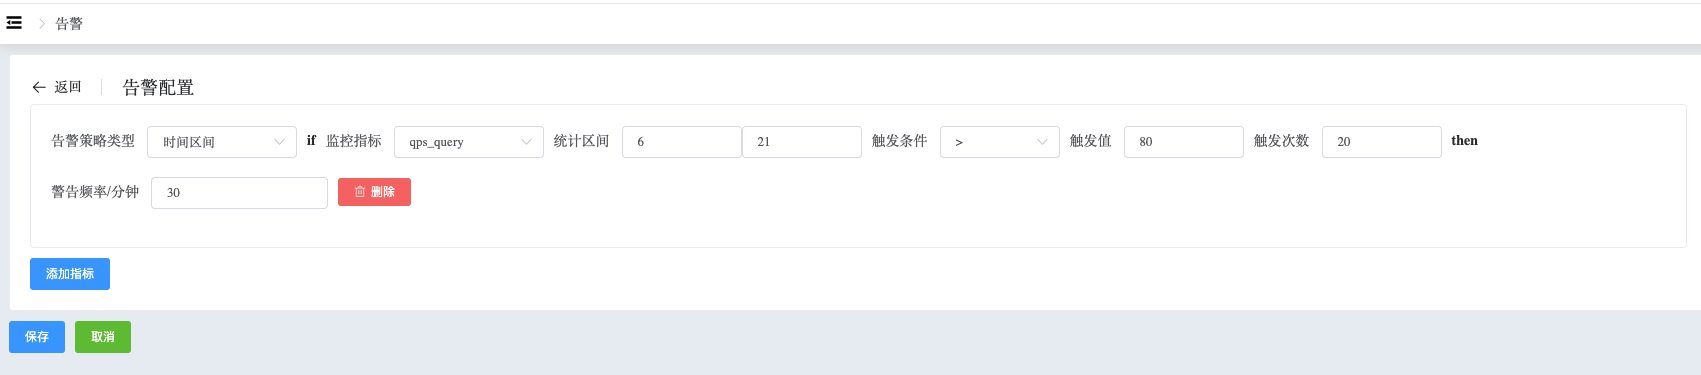 告警
返回 告警配置
告警策略类型 时间区间 if 监控指标 qps_query 统计区间 6 21 触发条件 > 触发值 80 触发次数 20 then
警告频率/分钟 30 删除
添加指标
保存 取消